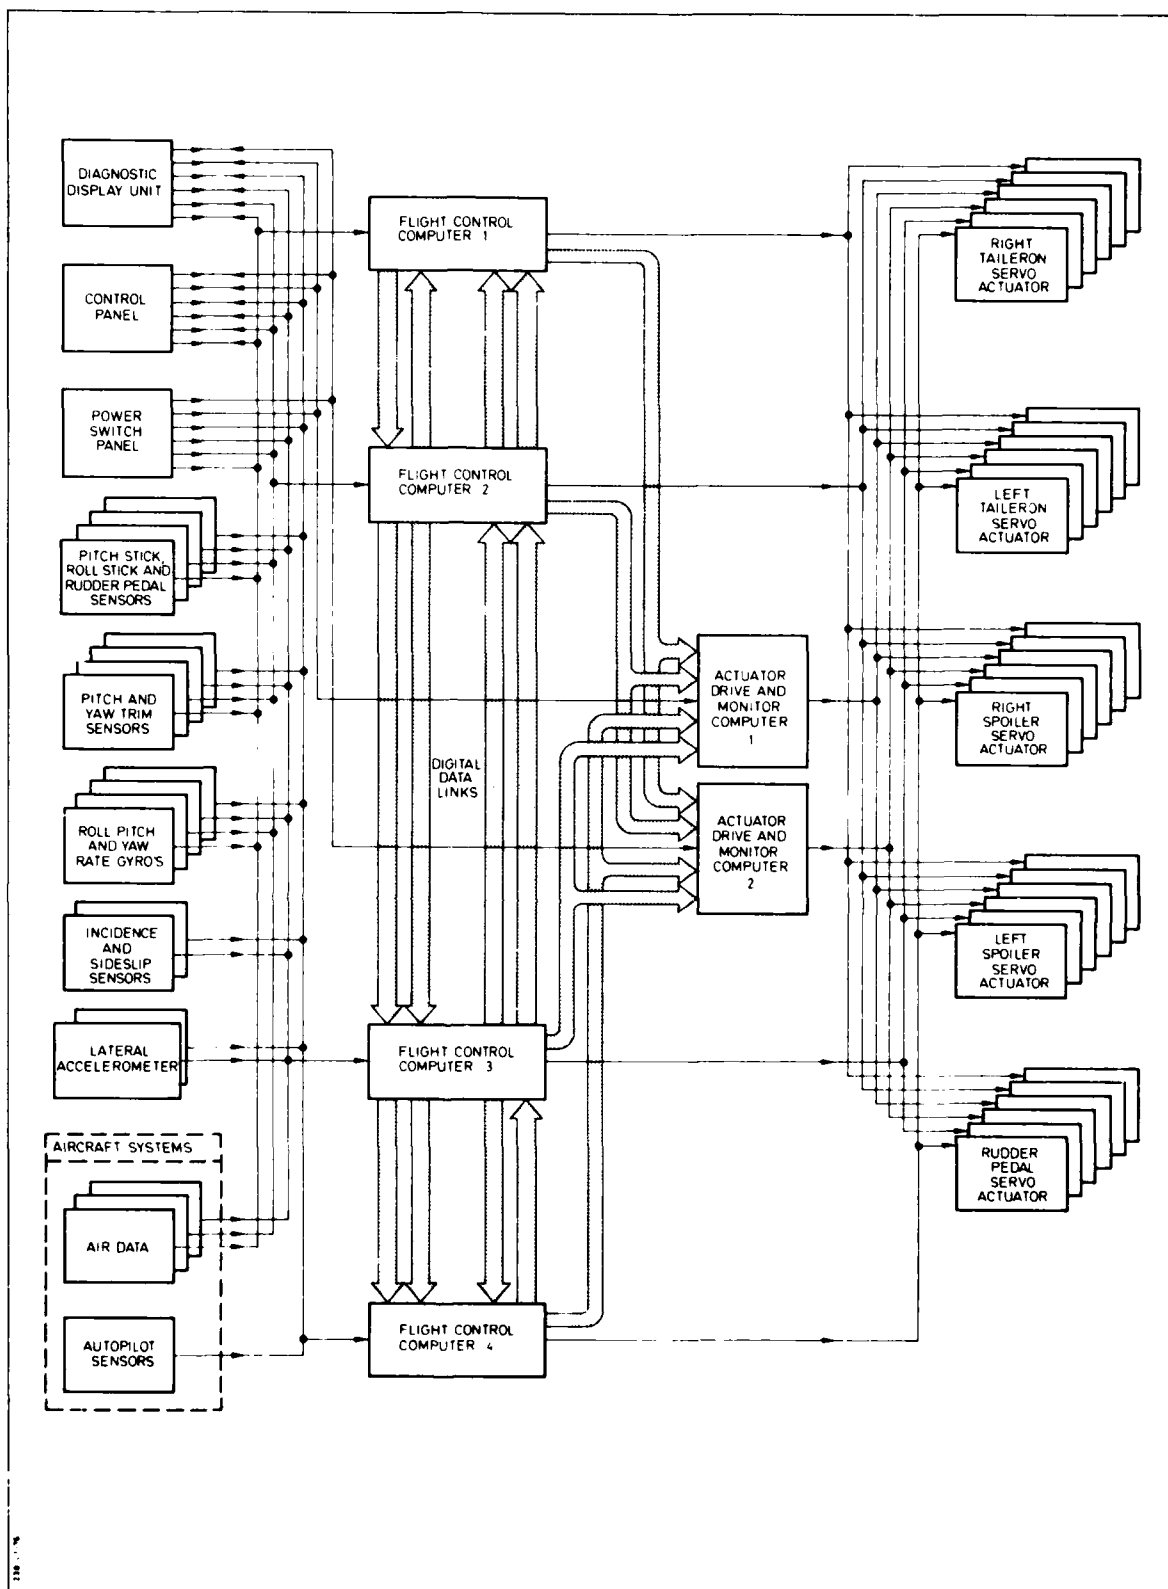 DIAGNOSTIC
DISPLAY UNIT
CONTROL
PANEL
POWER
SWITCH
PANEL
PITCH STICK,
ROLL STICK AND
RUDDER PEDAL
SENSORS
PITCH AND
YAW TRIM
SENSORS
ROLL PITCH
AND YAW
RATE GYRO'S
INCIDENCE
AND
SIDESLIP
SENSORS
LATERAL
ACCELEROMETER
AIRCRAFT SYSTEMS
AIR DATA
AUTOPILOT
SENSORS
FLIGHT CONTROL
COMPUTER 1
FLIGHT CONTROL
COMPUTER 2
DIGITAL
DATA
LINKS
FLIGHT CONTROL
COMPUTER 3
FLIGHT CONTROL
COMPUTER 4
ACTUATOR
DRIVE AND
MONITOR
COMPUTER
1
ACTUATOR
DRIVE AND
MONITOR
COMPUTER
2
RIGHT
TAILERON
SERVO
ACTUATOR
LEFT
TAILERON
SERVO
ACTUATOR
RIGHT
SPOILER
SERVO
ACTUATOR
LEFT
SPOILER
SERVO
ACTUATOR
RUDDER
PEDAL
SERVO
ACTUATOR